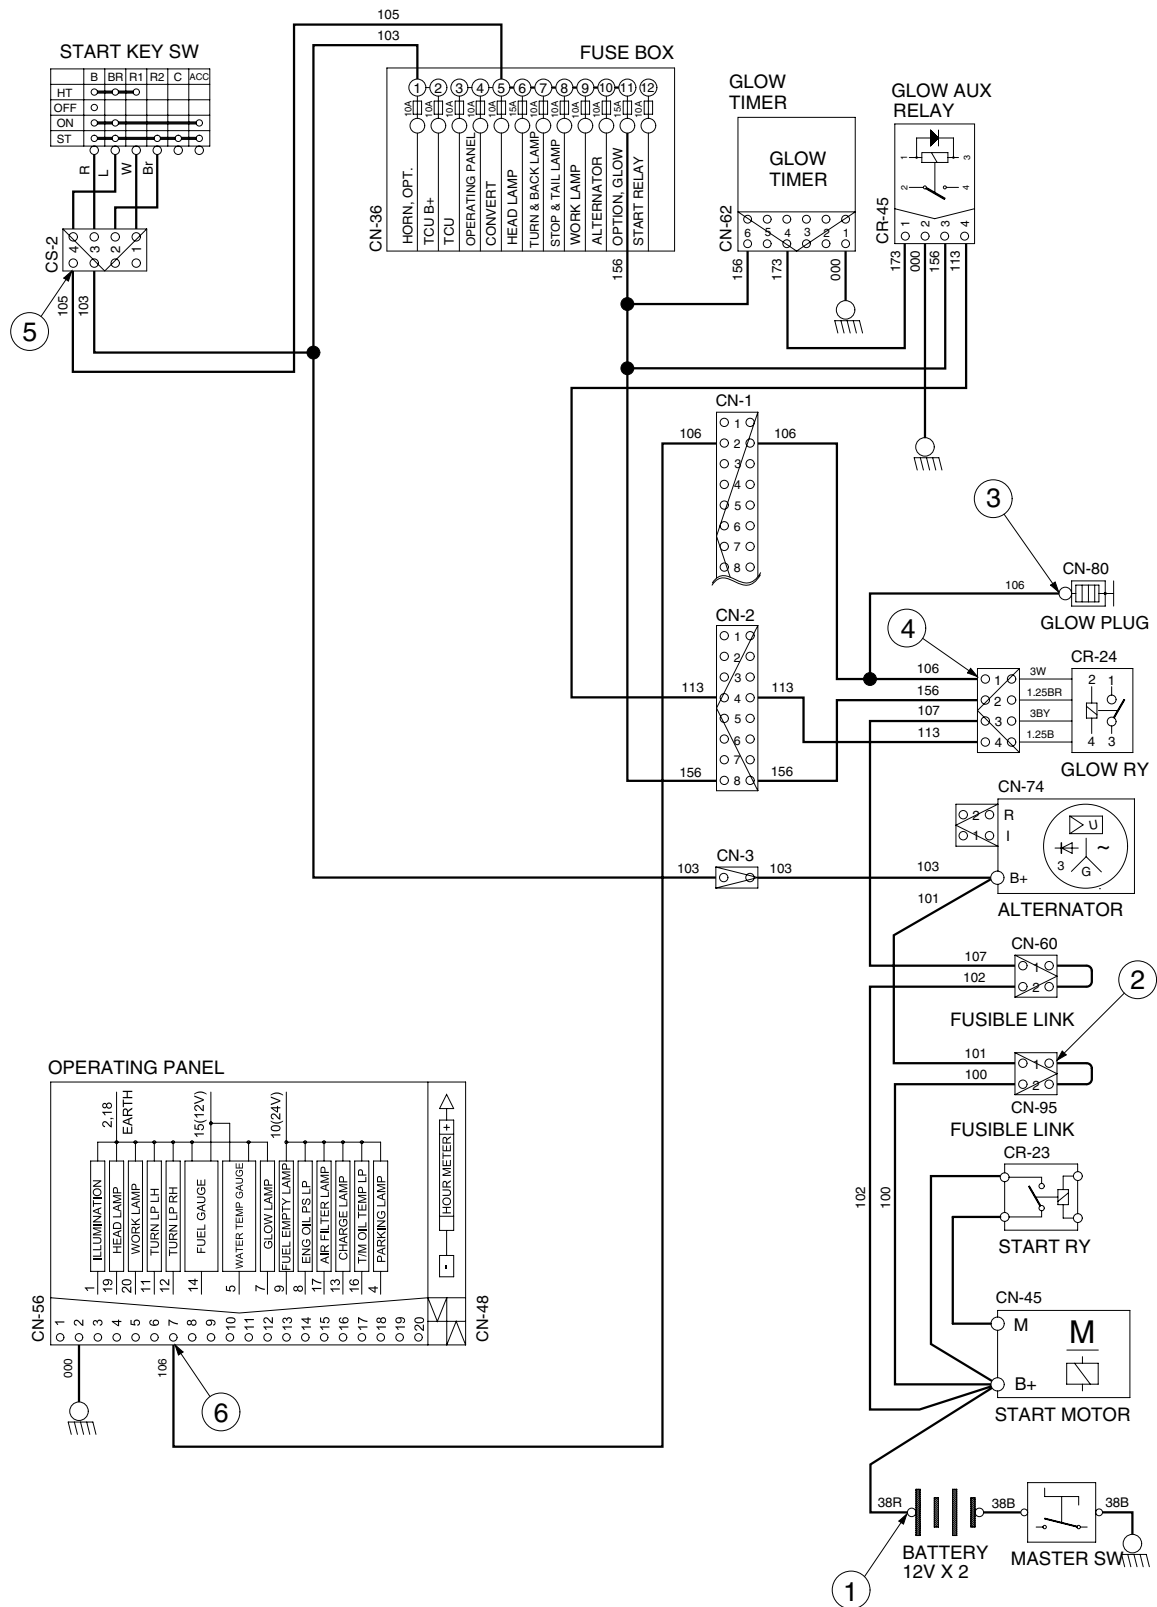 105
103
START KEY SW
B BR R1 R2 C ACC
HT
OFF
ON
ST
R L W Br
CS-2
4 3 2 1
105 103
5
FUSE BOX
1 2 3 4 5 6 7 8 9 10 11 12
10A 10A 10A 10A 10A 15A 10A 10A 10A 10A 15A 10A
CN-36
HORN, OPT.
TCU B+
TCU
OPERATING PANEL
CONVERT
HEAD LAMP
TURN & BACK LAMP
STOP & TAIL LAMP
WORK LAMP
ALTERNATOR
OPTION, GLOW
START RELAY
156
GLOW
TIMER
GLOW
TIMER
CN-62
6 5 4 3 2 1
156 173 000
GLOW AUX
RELAY
1 3
2 4
CR-45
1 2 3 4
173 000 156 113
CN-1
106 106
1
2
3
4
5
6
7
8
3
CN-80
106
GLOW PLUG
CN-2
1
2
3
4
5
6
7
8
113 113
156 156
4
106
156
107
113
1
2
3
4
3W
1.25BR
3BY
1.25B
CR-24
2 1
4 3
GLOW RY
CN-74
2 R
1 I
B+
U
3 ~
G
ALTERNATOR
CN-3
103 103 103
101
CN-60
107
102
1
2
FUSIBLE LINK
2
101
100
1
2
CN-95
FUSIBLE LINK
CR-23
START RY
102 100
CN-45
M
M
B+
START MOTOR
OPERATING PANEL
2,18
EARTH
15(12V)
10(24V)
ILLUMINATION
HEAD LAMP
WORK LAMP
TURN LP LH
TURN LP RH
FUEL GAUGE
WATER TEMP GAUGE
GLOW LAMP
FUEL EMPTY LAMP
ENG OIL PS LP
AIR FILTER LAMP
CHARGE LAMP
T/M OIL TEMP LP
PARKING LAMP
- HOUR METER +
1 19 20 11 12 14 5 7 9 8 17 13 16 4
CN-56
1 2 3 4 5 6 7 8 9 10 11 12 13 14 15 16 17 18 19 20
CN-48
000 106
6
38R 38B 38B
1
BATTERY
12V X 2
MASTER SW